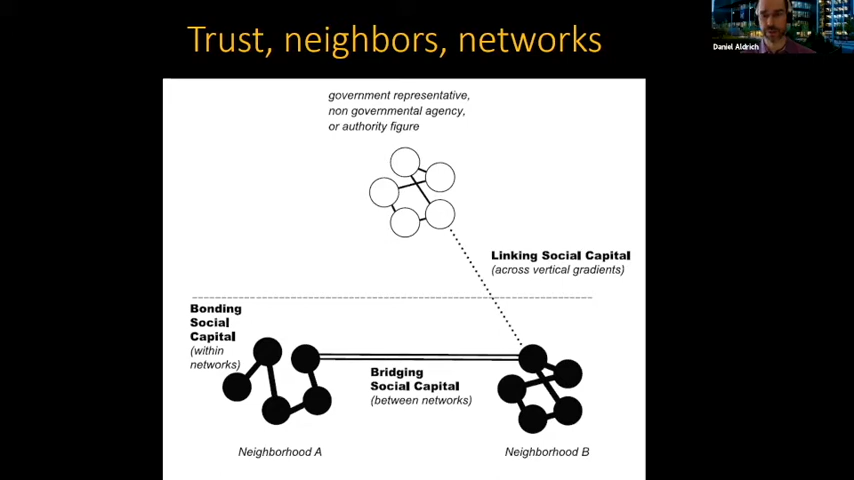 Trust, neighbors, networks
Daniel Aldrich
government representative,
non governmental agency,
or authority figure
Linking Social Capital
(across vertical gradients)
Bonding
Social
Capital
(within
networks)
Bridging
Social Capital
(between networks)
Neighborhood A
Neighborhood B